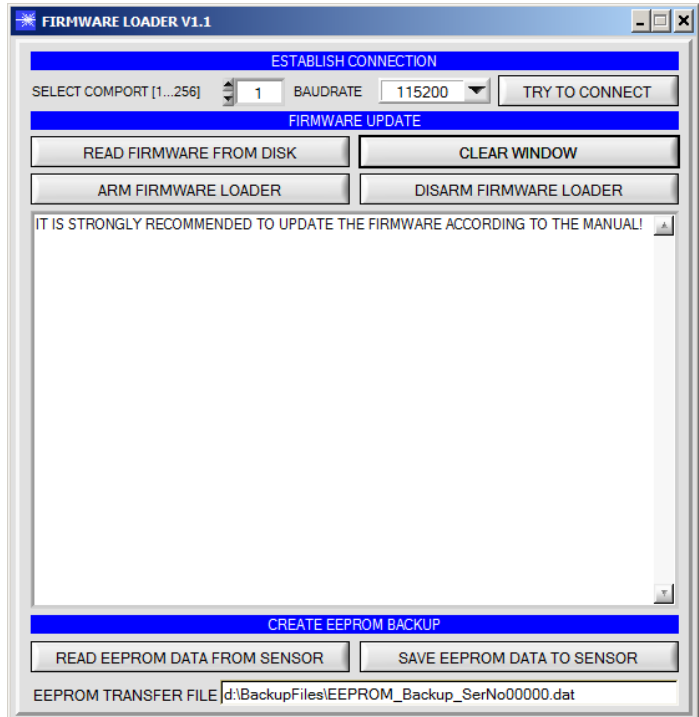 FIRMWARE LOADER V1.1
ESTABLISH CONNECTION
SELECT COMPORT [1...256] 1 BAUDRATE 115200 TRY TO CONNECT
FIRMWARE UPDATE
READ FIRMWARE FROM DISK CLEAR WINDOW
ARM FIRMWARE LOADER DISARM FIRMWARE LOADER
IT IS STRONGLY RECOMMENDED TO UPDATE THE FIRMWARE ACCORDING TO THE MANUAL!
CREATE EEPROM BACKUP
READ EEPROM DATA FROM SENSOR SAVE EEPROM DATA TO SENSOR
EEPROM TRANSFER FILE d:\BackupFiles\EEPROM_Backup_SerNo00000.dat